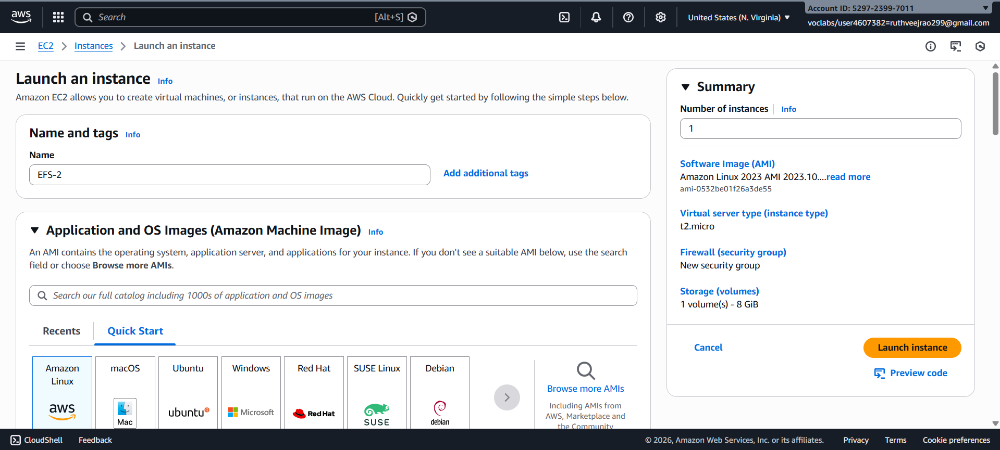 aws
Search
[Alt+S]
United States (N. Virginia)
Account ID: 5297-2399-7011
voclabs/user4607382=ruthveejrao299@gmail.com
EC2
Instances
Launch an instance
Launch an instance Info
Amazon EC2 allows you to create virtual machines, or instances, that run on the AWS Cloud. Quickly get started by following the simple steps below.
Name and tags Info
Name
EFS-2
Add additional tags
Application and OS Images (Amazon Machine Image) Info
An AMI contains the operating system, application server, and applications for your instance. If you don't see a suitable AMI below, use the search
field or choose Browse more AMIs.
Search our full catalog including 1000s of application and OS images
Recents
Quick Start
Amazon
Linux
aws
macOS
Mac
Ubuntu
ubuntu
Windows
Microsoft
Red Hat
Red Hat
SUSE Linux
SUSE
Debian
debian
Browse more AMIs
Including AMIs from
AWS, Marketplace and
the Community
Summary
Number of instances Info
1
Software Image (AMI)
Amazon Linux 2023 AMI 2023.10....read more
ami-0532be01f26a3de55
Virtual server type (instance type)
t2.micro
Firewall (security group)
New security group
Storage (volumes)
1 volume(s) - 8 GiB
Cancel
Launch instance
Preview code
CloudShell
Feedback
© 2026, Amazon Web Services, Inc. or its affiliates.
Privacy
Terms
Cookie preferences